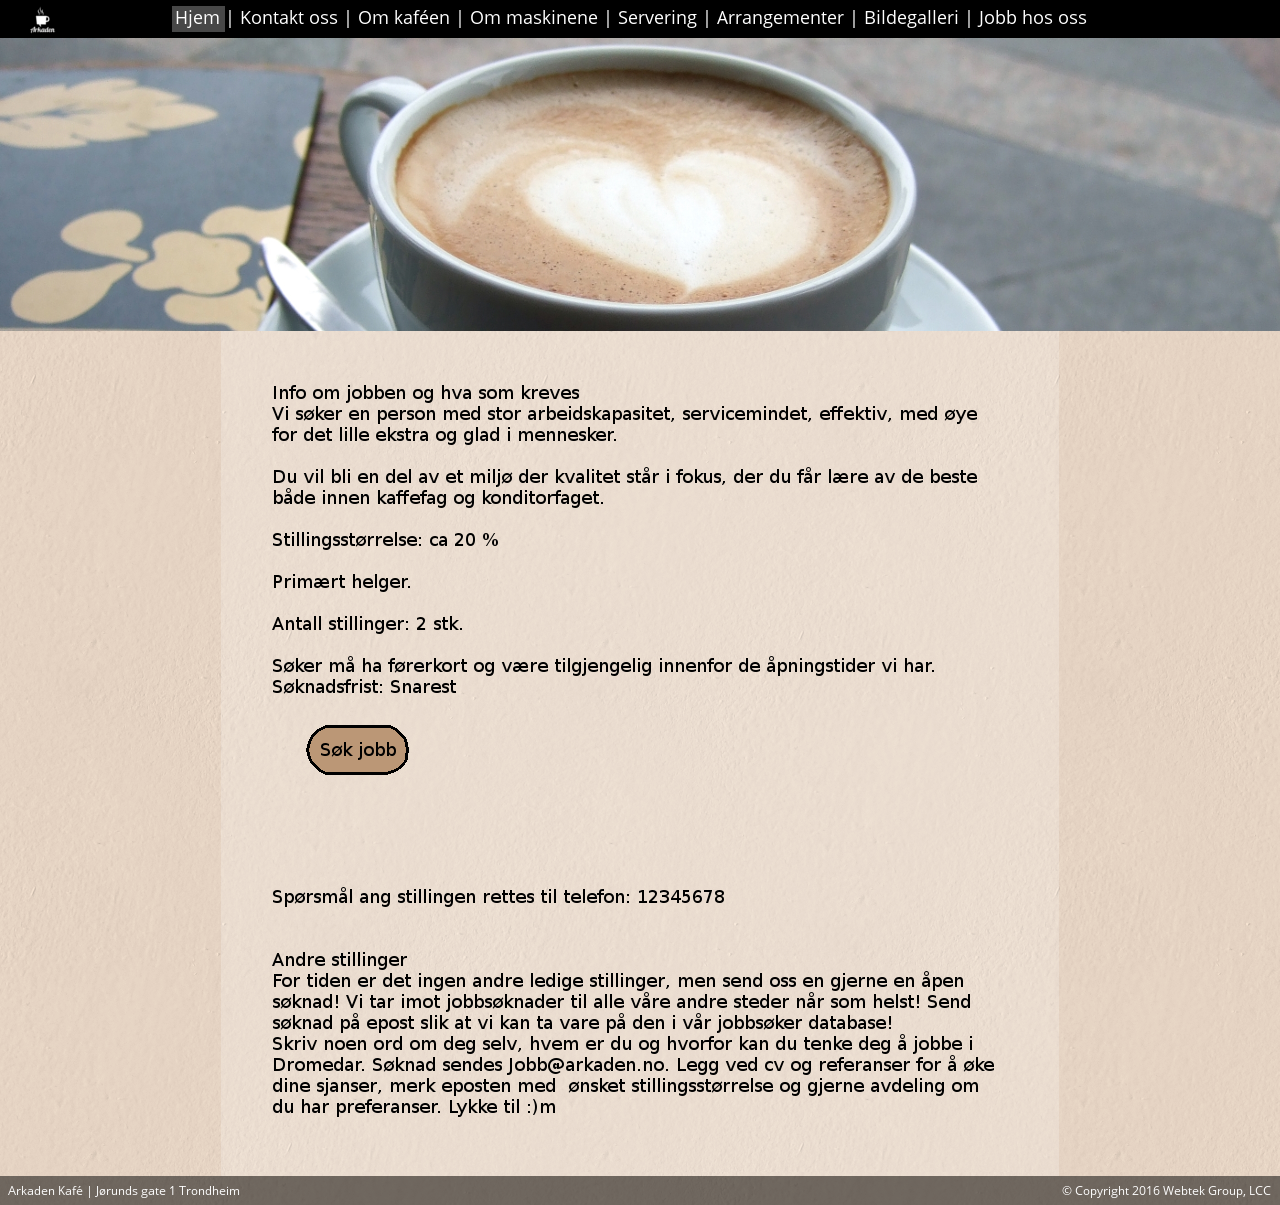 Arkaden
Hjem | Kontakt oss | Om kaféen | Om maskinene | Servering | Arrangementer | Bildegalleri | Jobb hos oss
Info om jobben og hva som kreves
Vi søker en person med stor arbeidskapasitet, servicemindet, effektiv, med øye
for det lille ekstra og glad i mennesker.
Du vil bli en del av et miljø der kvalitet står i fokus, der du får lære av de beste
både innen kaffefag og konditorfaget.
Stillingsstørrelse: ca 20 %
Primært helger.
Antall stillinger: 2 stk.
Søker må ha førerkort og være tilgjengelig innenfor de åpningstider vi har.
Søknadsfrist: Snarest
Søk jobb
Spørsmål ang stillingen rettes til telefon: 12345678
Andre stillinger
For tiden er det ingen andre ledige stillinger, men send oss en gjerne en åpen
søknad! Vi tar imot jobbsøknader til alle våre andre steder når som helst! Send
søknad på epost slik at vi kan ta vare på den i vår jobbsøker database!
Skriv noen ord om deg selv, hvem er du og hvorfor kan du tenke deg å jobbe i
Dromedar. Søknad sendes Jobb@arkaden.no. Legg ved cv og referanser for å øke
dine sjanser, merk eposten med  ønsket stillingsstørrelse og gjerne avdeling om
du har preferanser. Lykke til :)m
Arkaden Kafé | Jørunds gate 1 Trondheim
© Copyright 2016 Webtek Group, LCC